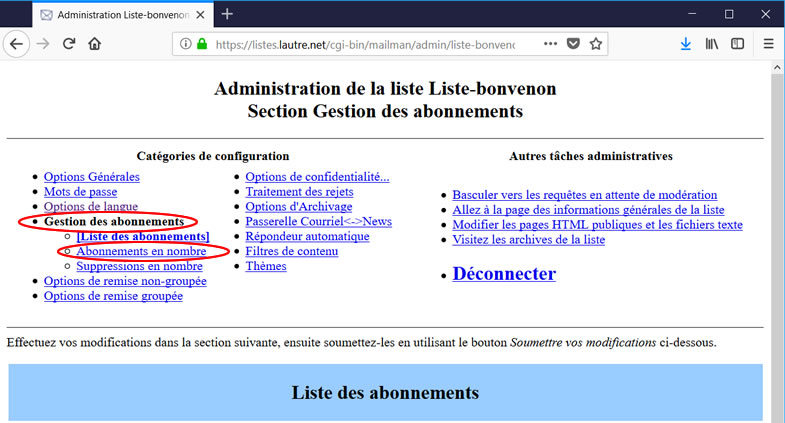 Administration Liste-bonvenon
https://listes.lautre.net/cgi-bin/mailman/admin/liste-bonvenc
Administration de la liste Liste-bonvenon
Section Gestion des abonnements
Catégories de configuration
Options Générales
Mots de passe
Options de langue
Gestion des abonnements
[Liste des abonnements]
Abonnements en nombre
Suppressions en nombre
Options de remise non-groupée
Options de remise groupée
Options de confidentialité...
Traitement des rejets
Options d'Archivage
Passerelle Courriel<->News
Répondeur automatique
Filtres de contenu
Thèmes
Autres tâches administratives
Basculer vers les requêtes en attente de modération
Allez à la page des informations générales de la liste
Modifier les pages HTML publiques et les fichiers texte
Visitez les archives de la liste
Déconnecter
Effectuez vos modifications dans la section suivante, ensuite soumettez-les en utilisant le bouton Soumettre vos modifications ci-dessous.
Liste des abonnements